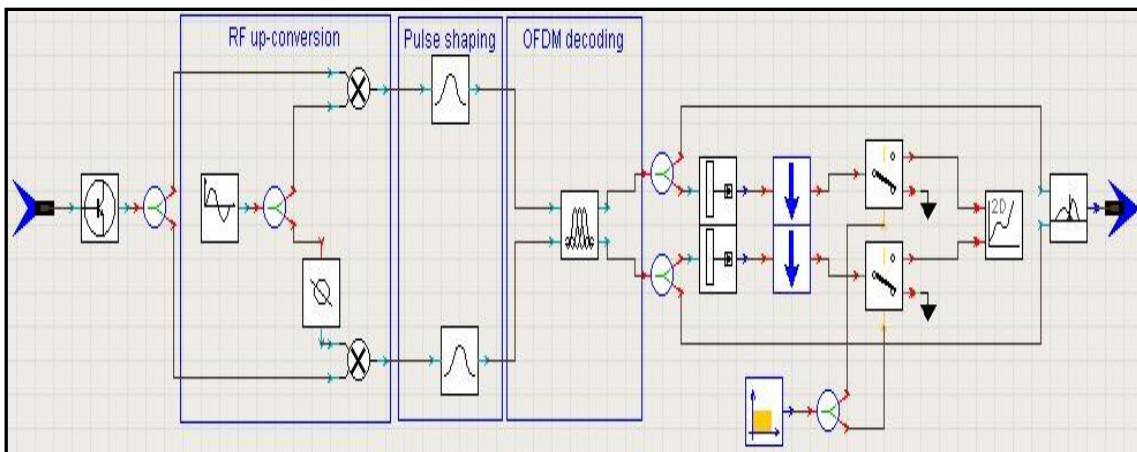 RF up-conversion
Pulse shaping
OFDM decoding
2D